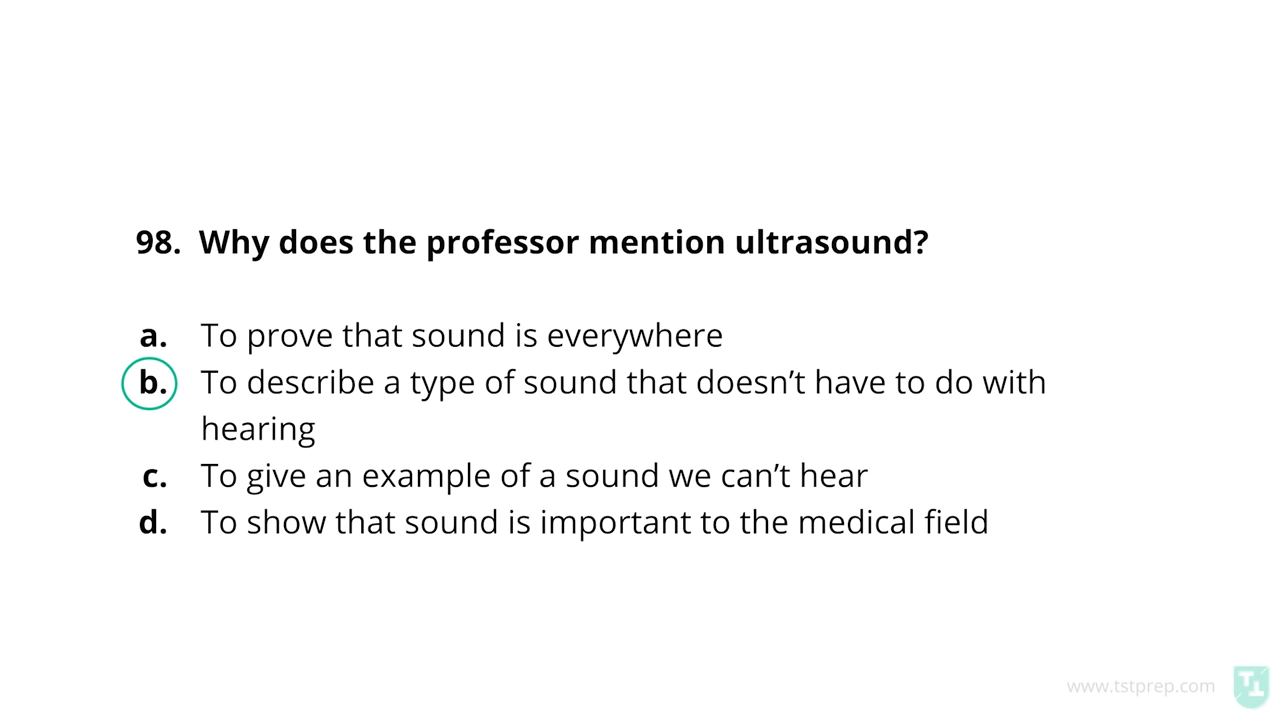 98. Why does the professor mention ultrasound?
a. To prove that sound is everywhere
b. To describe a type of sound that doesn’t have to do with
hearing
c. To give an example of a sound we can’t hear
d. To show that sound is important to the medical field
www.tstprep.com